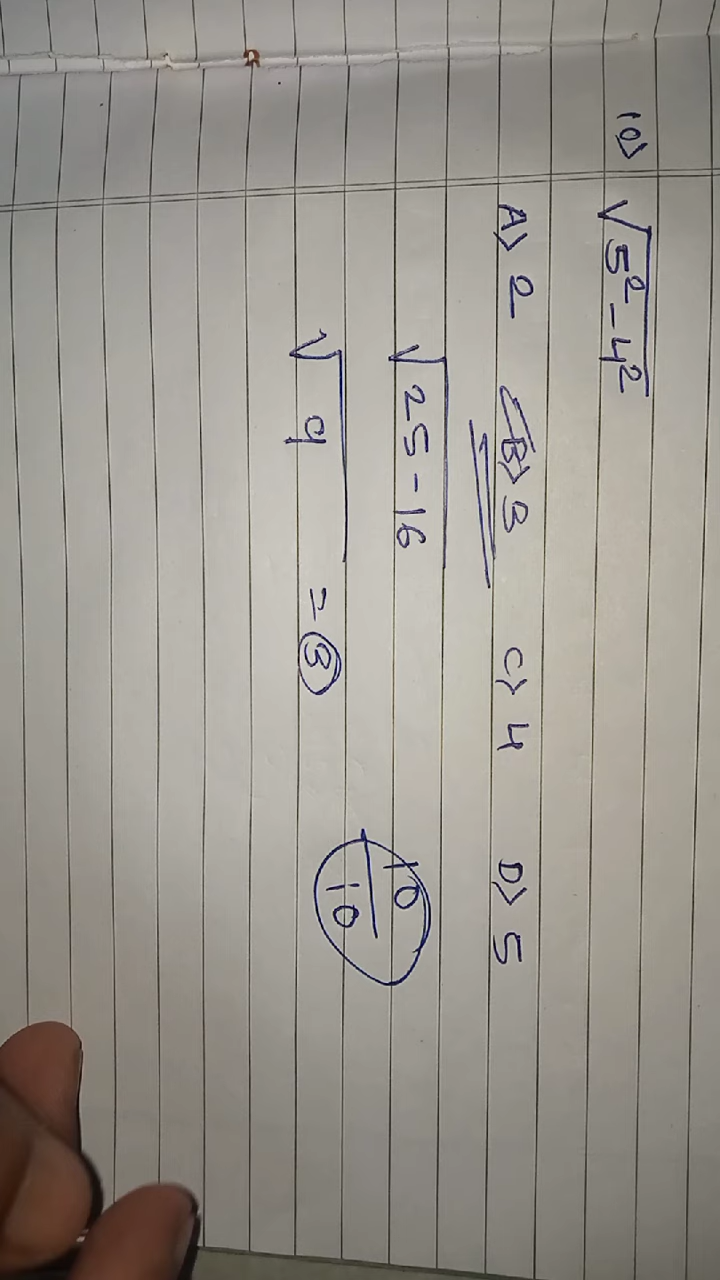 10) √5² - 4²
A) 2 B) 3 C) 4 D) 5
√25 - 16
√9 = 3
10/10